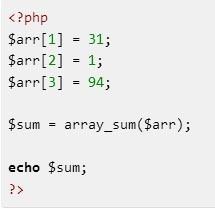 <?php
$arr[1] = 31;
$arr[2] = 1;
$arr[3] = 94;
$sum = array_sum($arr);
echo $sum;
?>